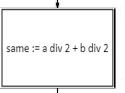 same := a div 2 + b div 2